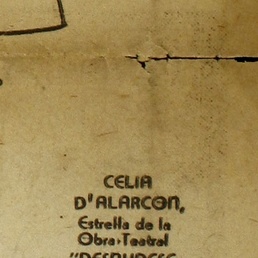 CELIA
D'ALARCON,
Estrella de la
Obra-Teatral